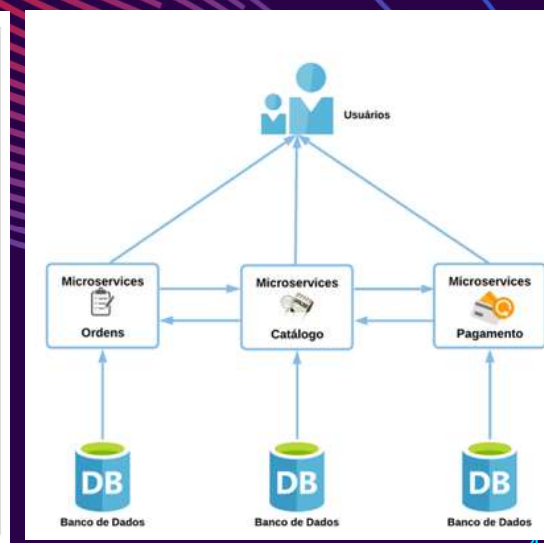 Usuários
Microservices
Ordens
Microservices
Catálogo
Microservices
Pagamento
DB
Banco de Dados
DB
Banco de Dados
DB
Banco de Dados